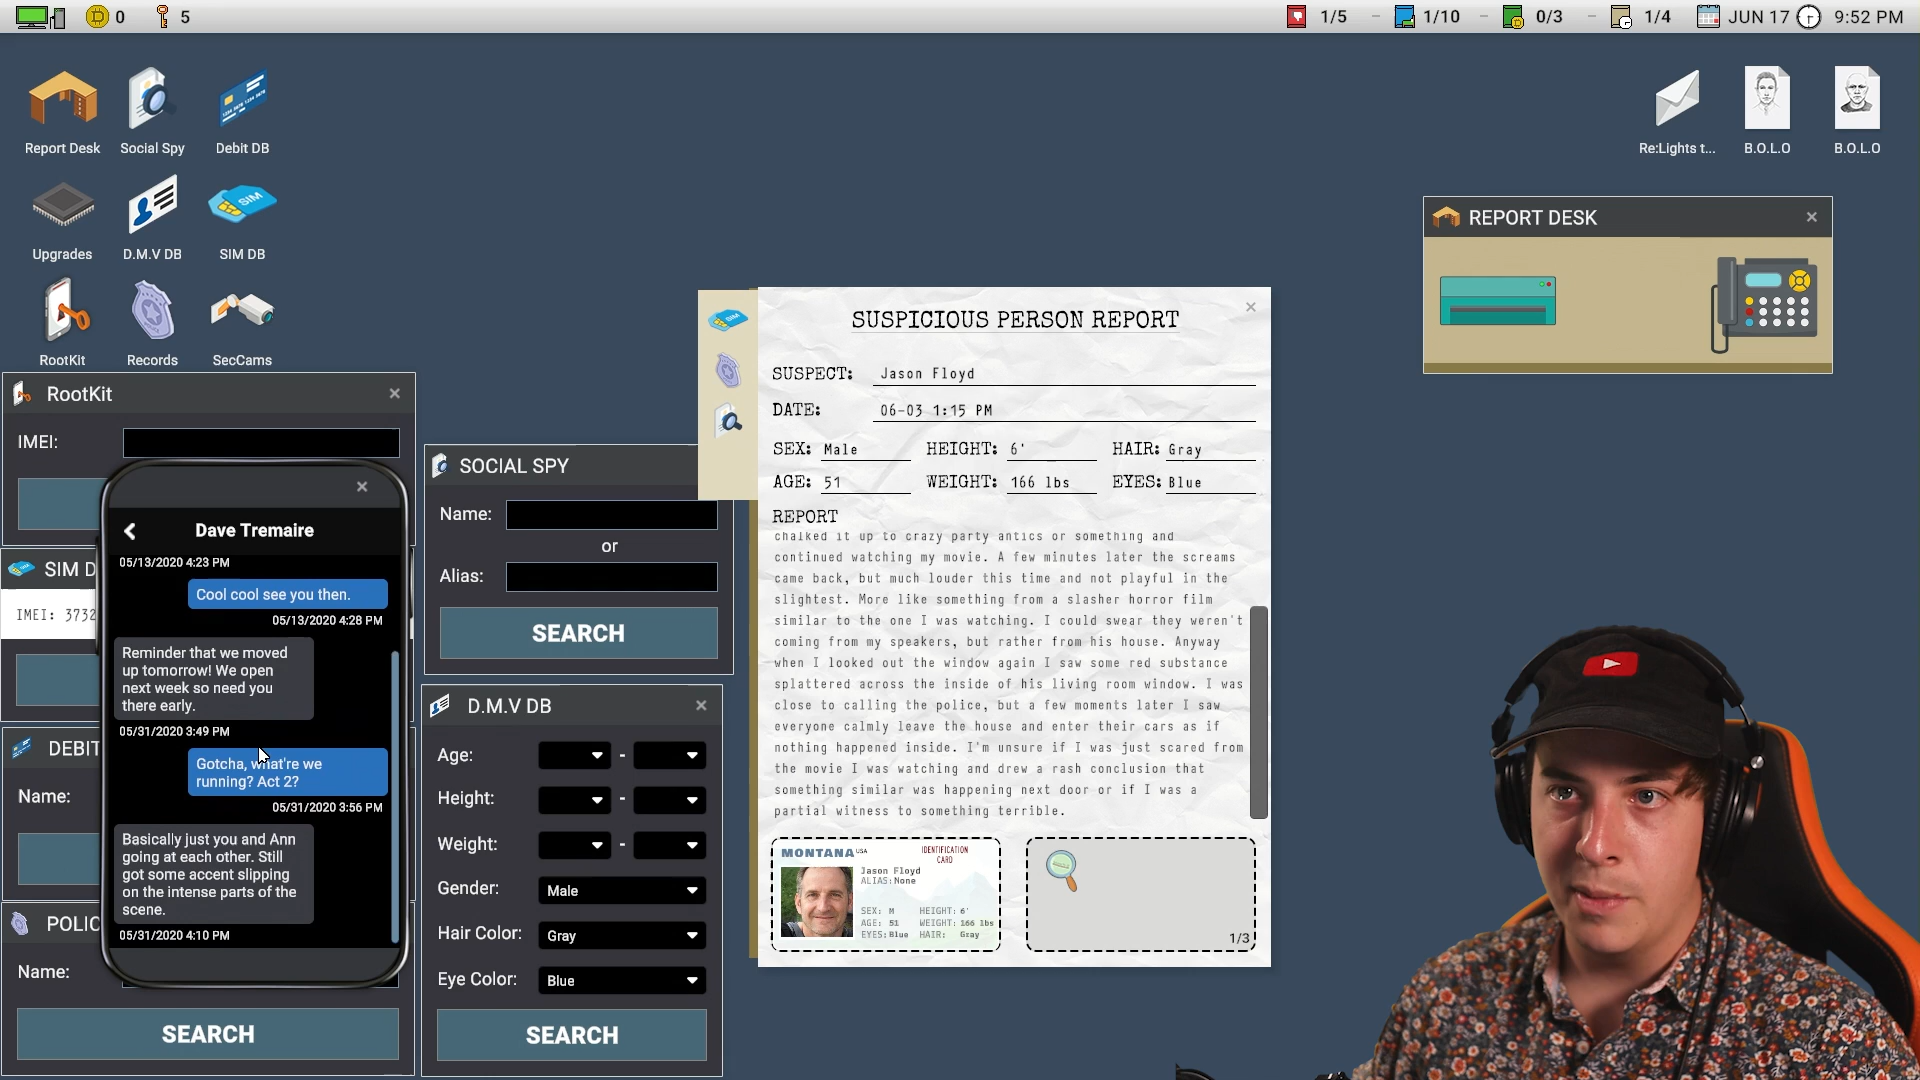 0
5
1/5
1/10
0/3
1/4
JUN 17
9:52 PM
Report Desk
Social Spy
Debit DB
Upgrades
D.M.V DB
SIM DB
RootKit
Records
SecCams
Re:Lights t...
B.O.L.O
B.O.L.O
RootKit
IMEI:
SIM D
IMEI: 3732
DEBIT
Name:
POLIC
Name:
SEARCH
Dave Tremaire
05/13/2020 4:23 PM
Cool cool see you then.
05/13/2020 4:28 PM
Reminder that we moved
up tomorrow! We open
next week so need you
there early.
05/31/2020 3:49 PM
Gotcha, what're we
running? Act 2?
05/31/2020 3:56 PM
Basically just you and Ann
going at each other. Still
got some accent slipping
on the intense parts of the
scene.
05/31/2020 4:10 PM
SOCIAL SPY
Name:
or
Alias:
SEARCH
D.M.V DB
Age:
-
Height:
-
Weight:
-
Gender:
Male
Hair Color:
Gray
Eye Color:
Blue
SEARCH
SUSPICIOUS PERSON REPORT
SUSPECT: Jason Floyd
DATE: 06-03 1:15 PM
SEX: Male HEIGHT: 6' HAIR: Gray
AGE: 51 WEIGHT: 166 lbs EYES: Blue
REPORT
chalked it up to crazy party antics or something and
continued watching my movie. A few minutes later the screams
came back, but much louder this time and not playful in the
slightest. More like something from a slasher horror film
similar to the one I was watching. I could swear they weren't
coming from my speakers, but rather from his house. Anyway
when I looked out the window again I saw some red substance
splattered across the inside of his living room window. I was
close to calling the police, but a few moments later I saw
everyone calmly leave the house and enter their cars as if
nothing happened inside. I'm unsure if I was just scared from
the movie I was watching and drew a rash conclusion that
something similar was happening next door or if I was a
partial witness to something terrible.
MONTANA USA
IDENTIFICATION
CARD
Jason Floyd
ALIAS: None
SEX: M HEIGHT: 6'
AGE: 51 WEIGHT: 166 lbs
EYES: Blue HAIR: Gray
1/3
REPORT DESK